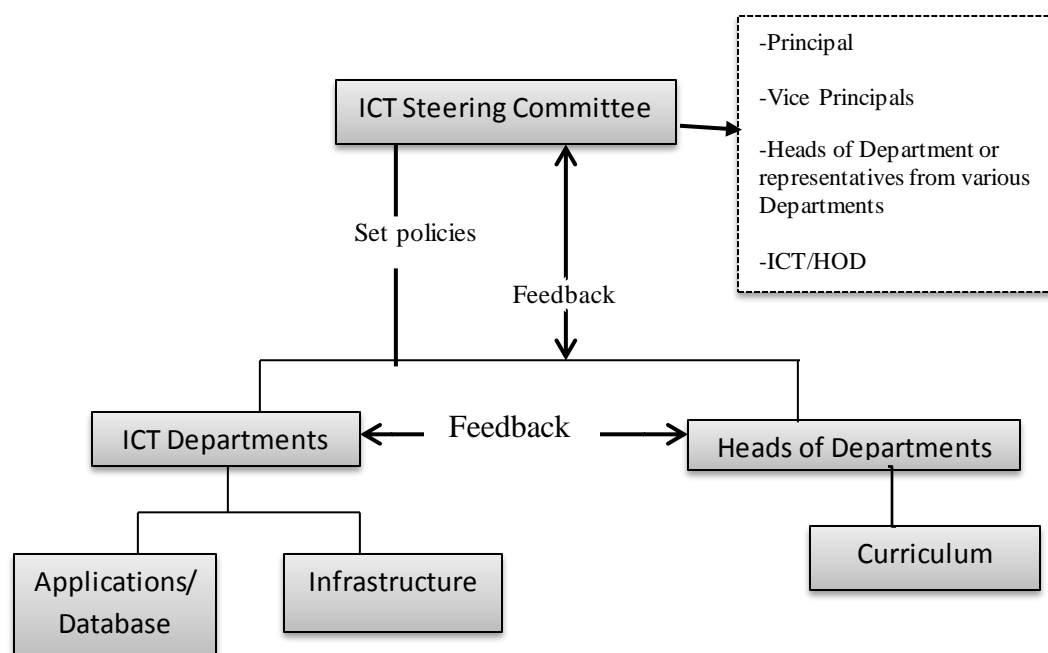 -Principal
ICT Steering Committee
-Vice Principals
-Heads of Department or
representatives from various
Departments
-ICT/HOD
Set policies
Feedback
Feedback
ICT Departments
Heads of Departments
Applications/
Database
Infrastructure
Curriculum